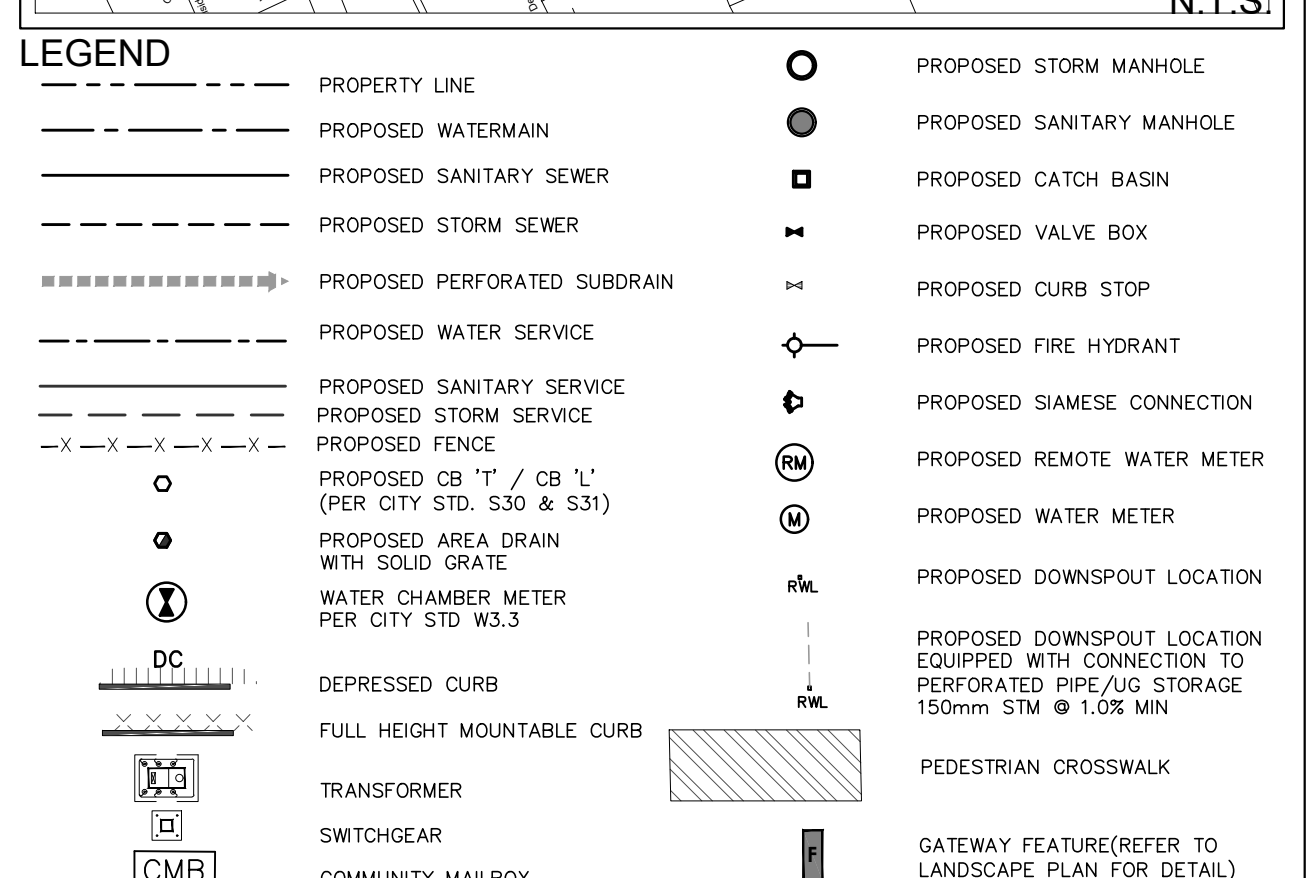 N.T.S.
LEGEND
PROPERTY LINE
PROPOSED WATERMAIN
PROPOSED SANITARY SEWER
PROPOSED STORM SEWER
PROPOSED PERFORATED SUBDRAIN
PROPOSED WATER SERVICE
PROPOSED SANITARY SERVICE
PROPOSED STORM SERVICE
PROPOSED FENCE
PROPOSED CB 'T' / CB 'L'
(PER CITY STD. S30 & S31)
PROPOSED AREA DRAIN
WITH SOLID GRATE
WATER CHAMBER METER
PER CITY STD W3.3
DC
DEPRESSED CURB
FULL HEIGHT MOUNTABLE CURB
TRANSFORMER
SWITCHGEAR
CMB
COMMUNITY MAILBOX
PROPOSED STORM MANHOLE
PROPOSED SANITARY MANHOLE
PROPOSED CATCH BASIN
PROPOSED VALVE BOX
PROPOSED CURB STOP
PROPOSED FIRE HYDRANT
PROPOSED SIAMESE CONNECTION
RM
PROPOSED REMOTE WATER METER
M
PROPOSED WATER METER
RWL
PROPOSED DOWNSPOUT LOCATION
PROPOSED DOWNSPOUT LOCATION
EQUIPPED WITH CONNECTION TO
PERFORATED PIPE/UG STORAGE
150mm STM @ 1.0% MIN
RWL
PEDESTRIAN CROSSWALK
F
GATEWAY FEATURE(REFER TO
LANDSCAPE PLAN FOR DETAIL)